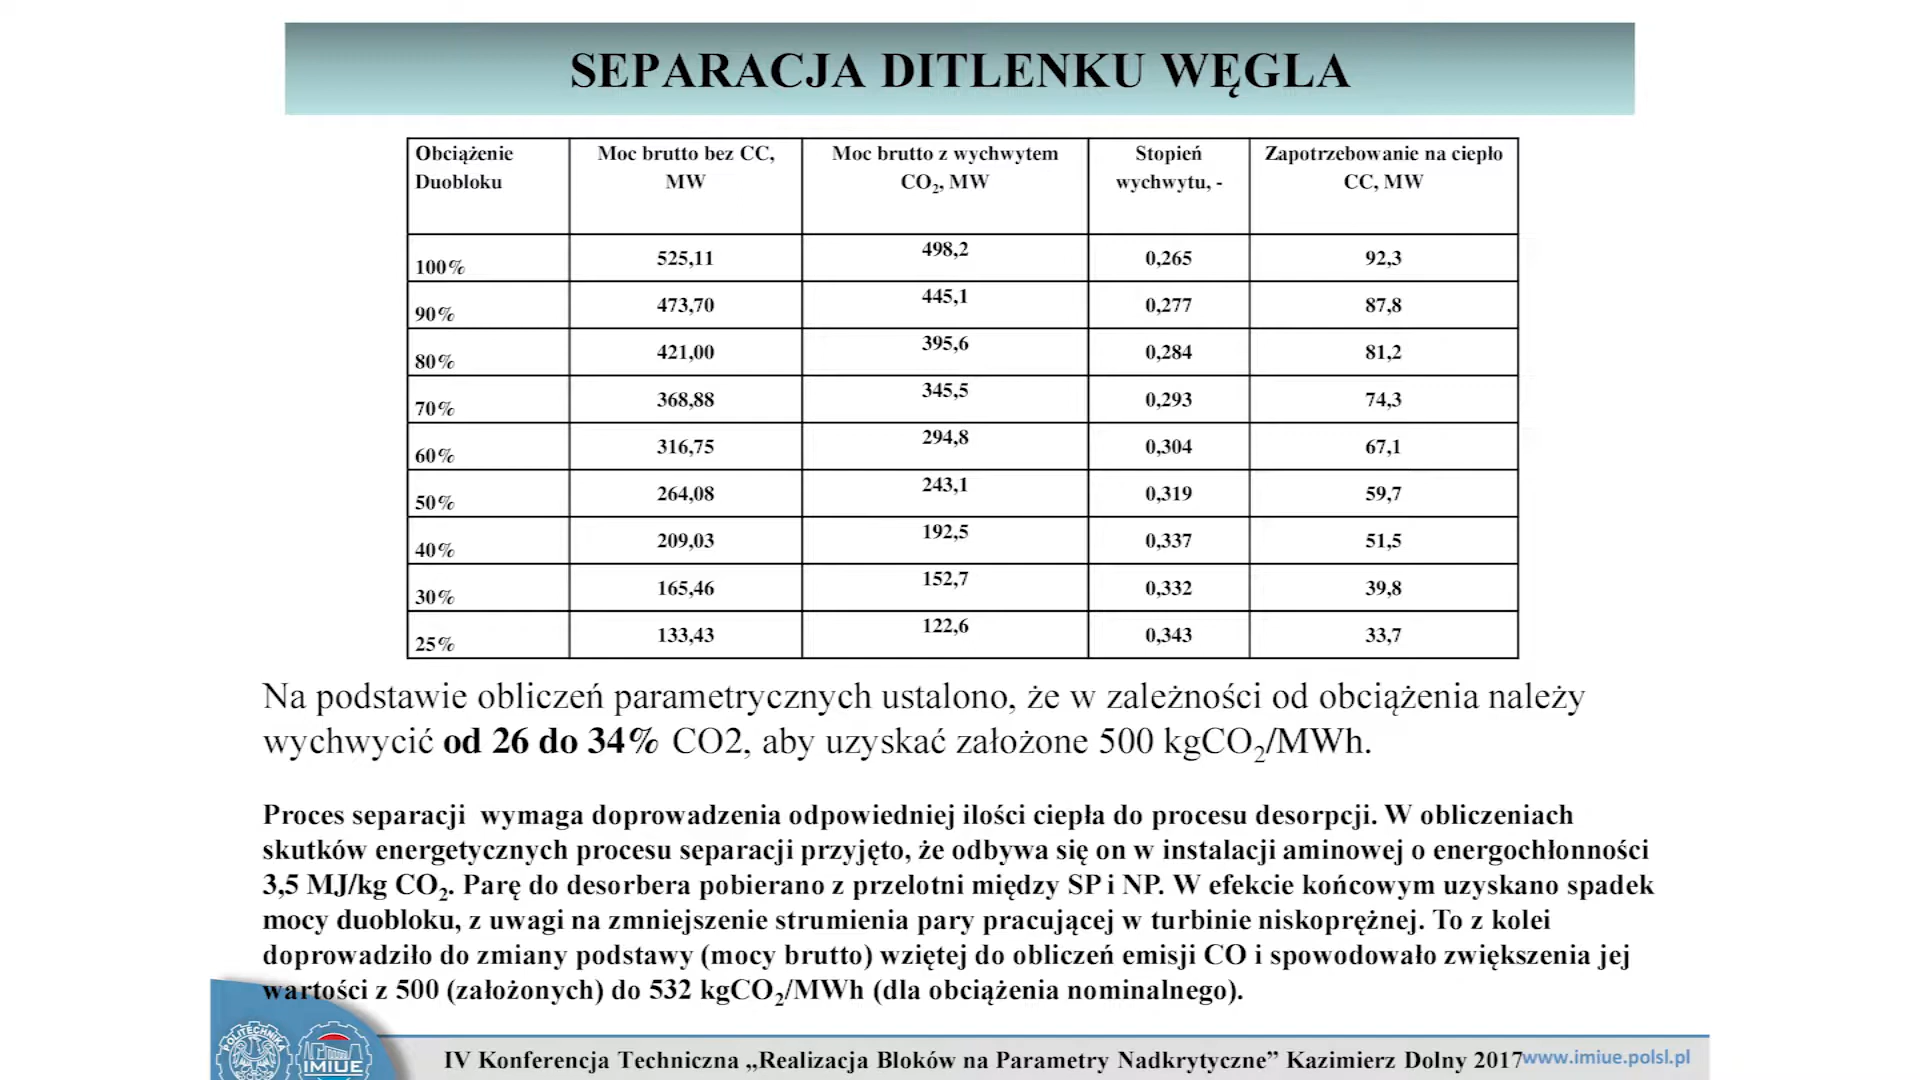 SEPARACJA DITLENKU WĘGLA
Obciążenie Duobloku | Moc brutto bez CC, MW | Moc brutto z wychwytem CO₂, MW | Stopień wychwytu, - | Zapotrzebowanie na ciepło CC, MW
100% 525,11 498,2 0,265 92,3
90% 473,70 445,1 0,277 87,8
80% 421,00 395,6 0,284 81,2
70% 368,88 345,5 0,293 74,3
60% 316,75 294,8 0,304 67,1
50% 264,08 243,1 0,319 59,7
40% 209,03 192,5 0,337 51,5
30% 165,46 152,7 0,332 39,8
25% 133,43 122,6 0,343 33,7
Na podstawie obliczeń parametrycznych ustalono, że w zależności od obciążenia należy
wychwycić od 26 do 34% CO2, aby uzyskać założone 500 kgCO₂/MWh.
Proces separacji wymaga doprowadzenia odpowiedniej ilości ciepła do procesu desorpcji. W obliczeniach
skutków energetycznych procesu separacji przyjęto, że odbywa się on w instalacji aminowej o energochłonności
3,5 MJ/kg CO₂. Parę do desorbera pobierano z przelotni między SP i NP. W efekcie końcowym uzyskano spadek
mocy duobloku, z uwagi na zmniejszenie strumienia pary pracującej w turbinie niskoprężnej. To z kolei
doprowadziło do zmiany podstawy (mocy brutto) wziętej do obliczeń emisji CO i spowodowało zwiększenia jej
wartości z 500 (założonych) do 532 kgCO₂/MWh (dla obciążenia nominalnego).
POLITECHNIKA
IMIUE
IV Konferencja Techniczna „Realizacja Bloków na Parametry Nadkrytyczne” Kazimierz Dolny 2017
www.imiue.polsl.pl